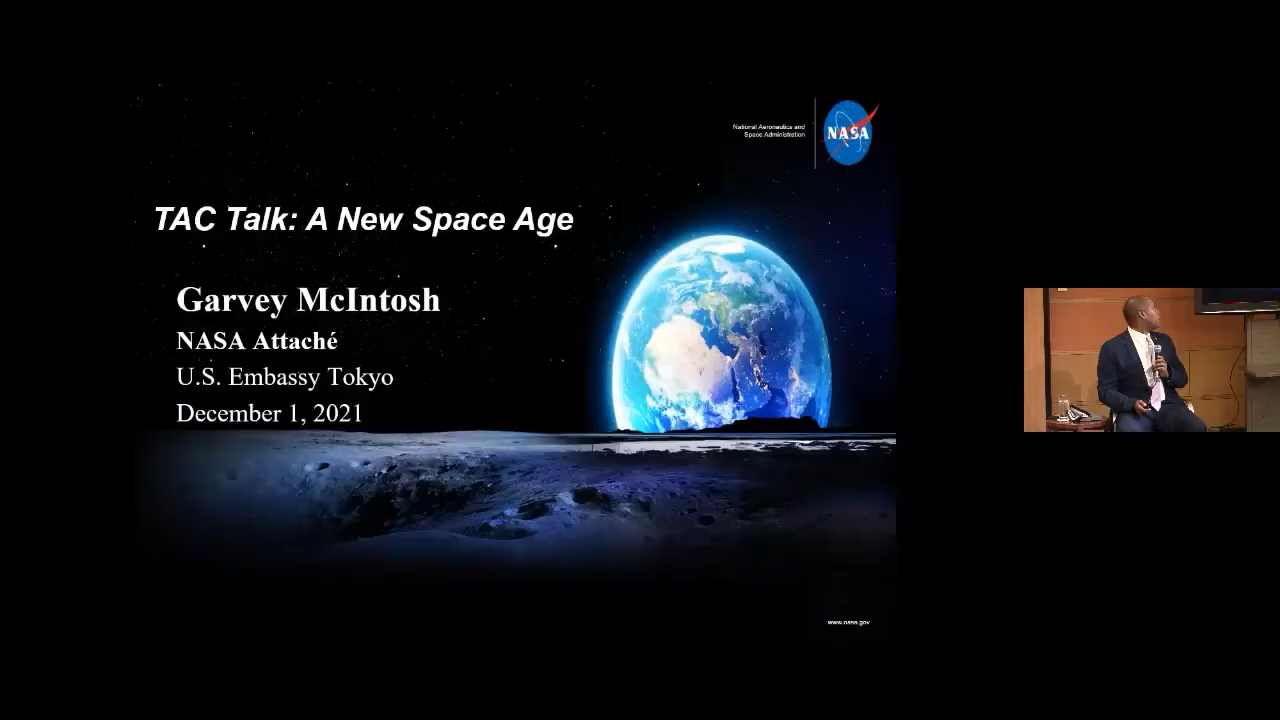 National Aeronautics and
Space Administration
NASA
TAC Talk: A New Space Age
Garvey McIntosh
NASA Attaché
U.S. Embassy Tokyo
December 1, 2021
www.nasa.gov